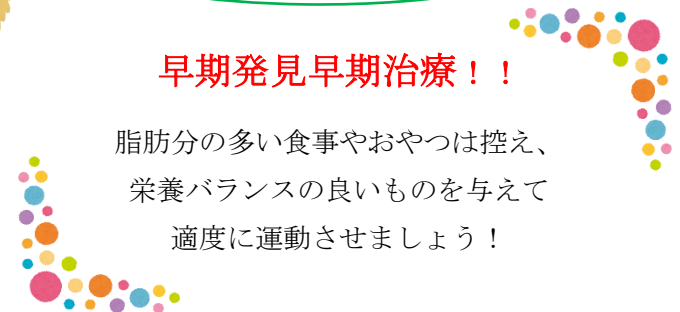 早期発見早期治療！！
脂肪分の多い食事やおやつは控え、
栄養バランスの良いものを与えて
適度に運動させましょう！